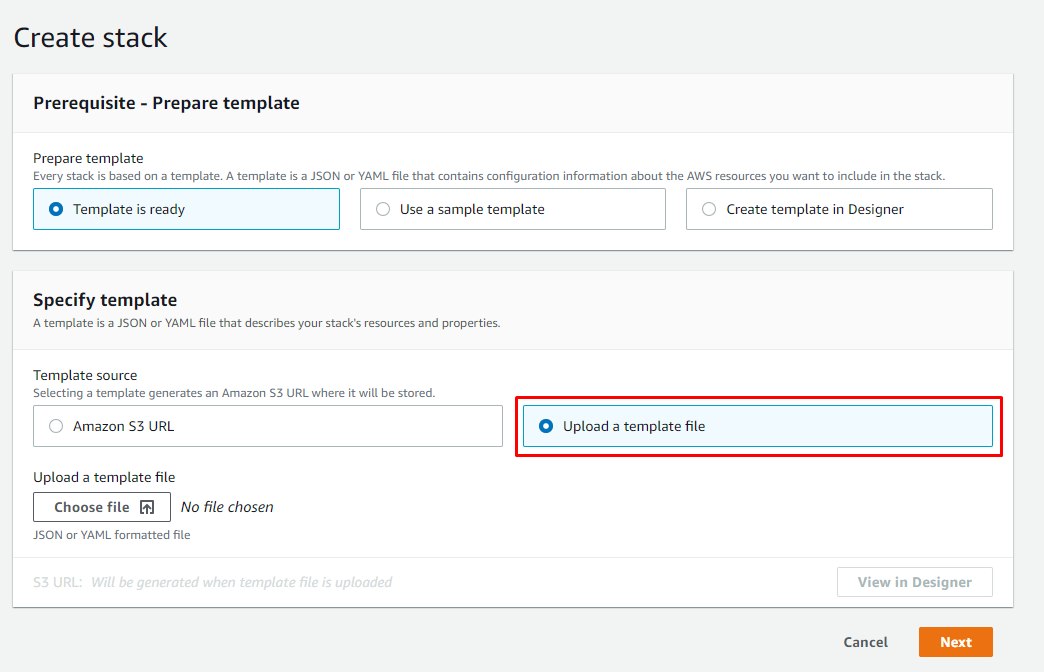 Create stack
Prerequisite - Prepare template
Prepare template
Every stack is based on a template. A template is a JSON or YAML file that contains configuration information about the AWS resources you want to include in the stack.
Template is ready
Use a sample template
Create template in Designer
Specify template
A template is a JSON or YAML file that describes your stack's resources and properties.
Template source
Selecting a template generates an Amazon S3 URL where it will be stored.
Amazon S3 URL
Upload a template file
Upload a template file
Choose file
No file chosen
JSON or YAML formatted file
S3 URL: Will be generated when template file is uploaded
View in Designer
Cancel
Next